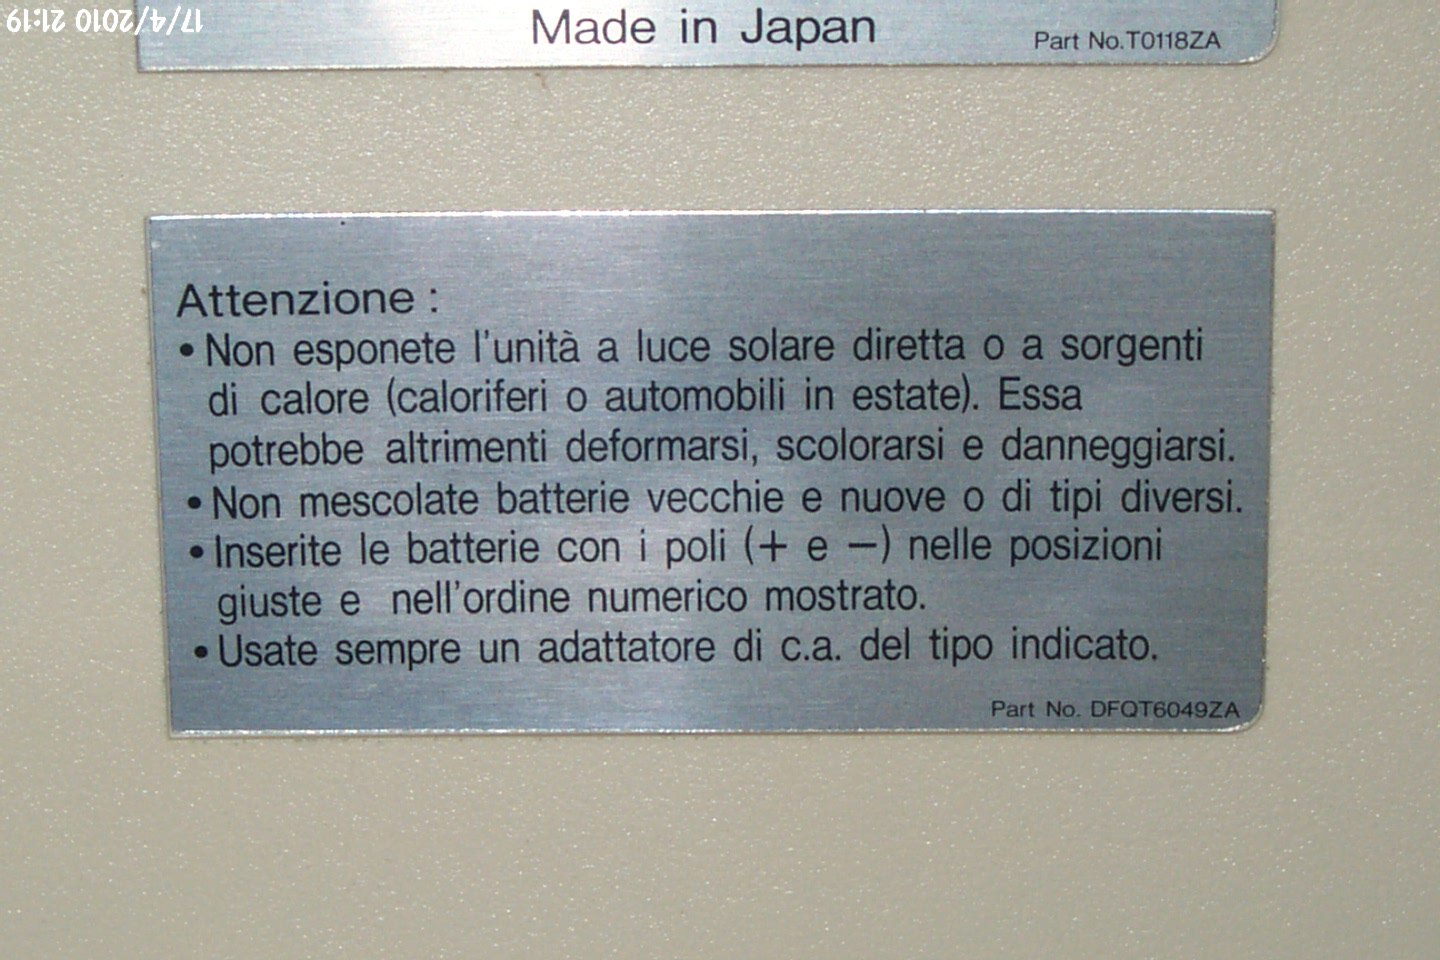 17/4/2010 21:19
Made in Japan
Part No.T0118ZA
Attenzione :
• Non esponete l'unità a luce solare diretta o a sorgenti
di calore (caloriferi o automobili in estate). Essa
potrebbe altrimenti deformarsi, scolorarsi e danneggiarsi.
• Non mescolate batterie vecchie e nuove o di tipi diversi.
• Inserite le batterie con i poli (+ e −) nelle posizioni
giuste e nell'ordine numerico mostrato.
• Usate sempre un adattatore di c.a. del tipo indicato.
Part No. DFQT6049ZA